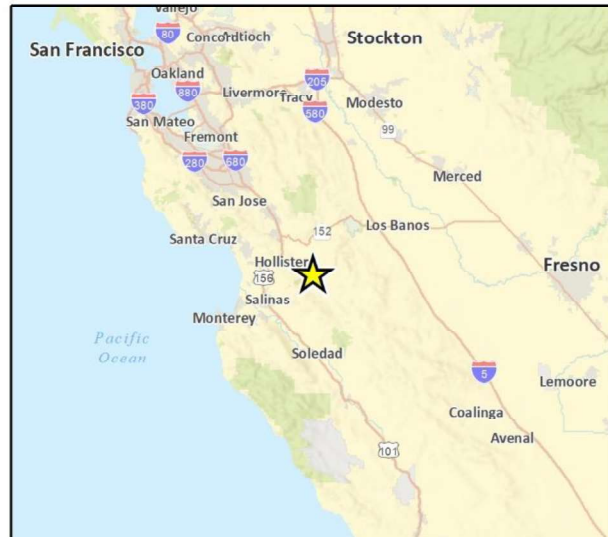 Vallejo
80
Concord
Antioch
San Francisco
Stockton
Oakland
205
880
Livermore
Tracy
380
580
Modesto
San Mateo
99
Fremont
280
680
Merced
San Jose
152
Los Banos
Santa Cruz
Hollister
Fresno
156
Salinas
Monterey
Pacific
Ocean
Soledad
5
Lemoore
Coalinga
Avenal
101